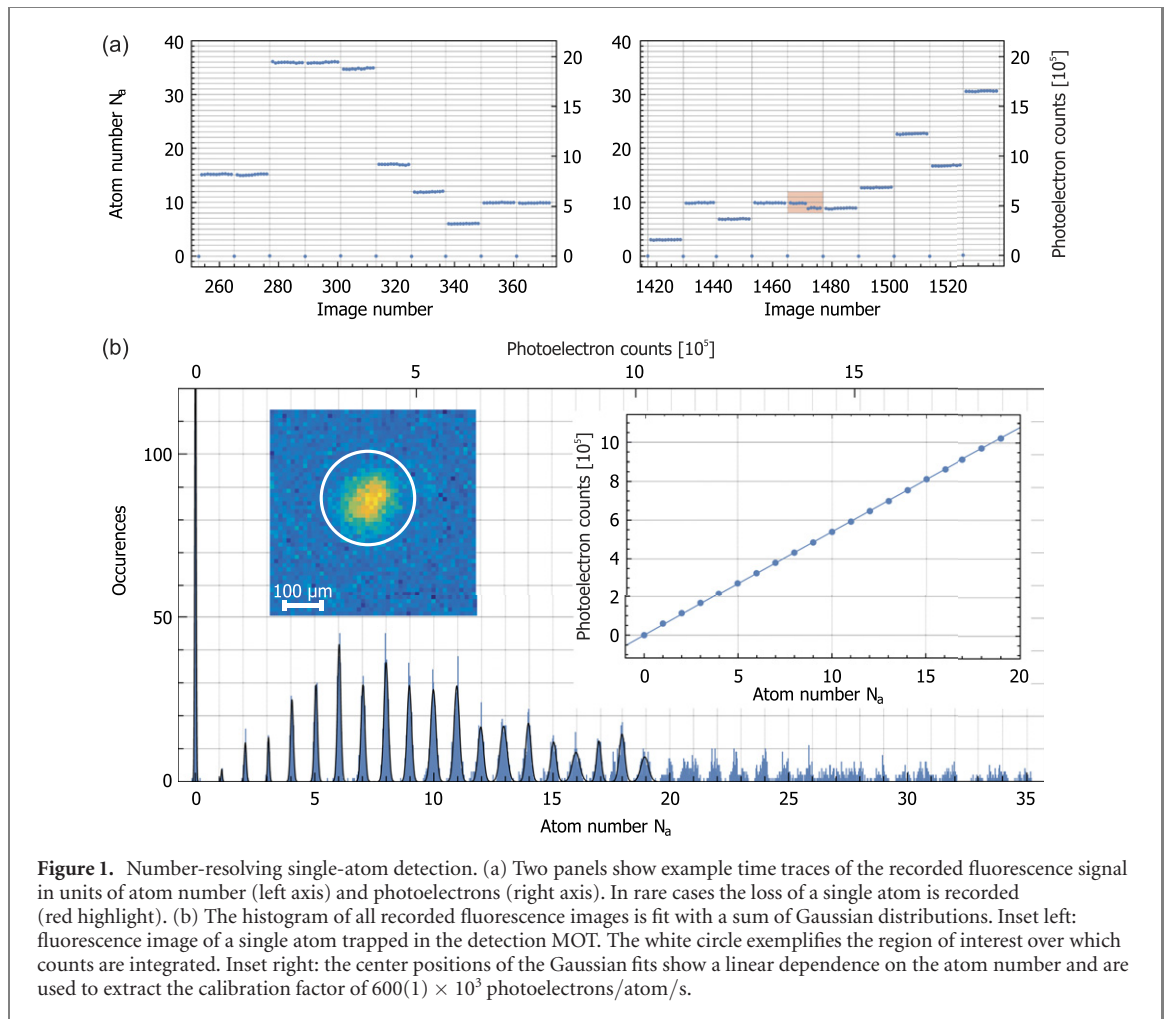 (a)
40
30
20
10
0
Atom number Nₐ
20
15
10
5
0
260 280 300 320 340 360
Image number
40
30
20
10
0
20
15
10
5
0
Photoelectron counts [10⁵]
1420 1440 1460 1480 1500 1520
Image number
(b)
Photoelectron counts [10⁵]
0 5 10 15
100
50
0
Occurences
100 µm
Photoelectron counts [10⁵]
10
8
6
4
2
0
0 5 10 15 20
Atom number Nₐ
0 5 10 15 20 25 30 35
Atom number Nₐ
Figure 1. Number-resolving single-atom detection. (a) Two panels show example time traces of the recorded fluorescence signal
in units of atom number (left axis) and photoelectrons (right axis). In rare cases the loss of a single atom is recorded
(red highlight). (b) The histogram of all recorded fluorescence images is fit with a sum of Gaussian distributions. Inset left:
fluorescence image of a single atom trapped in the detection MOT. The white circle exemplifies the region of interest over which
counts are integrated. Inset right: the center positions of the Gaussian fits show a linear dependence on the atom number and are
used to extract the calibration factor of 600(1) × 10³ photoelectrons/atom/s.